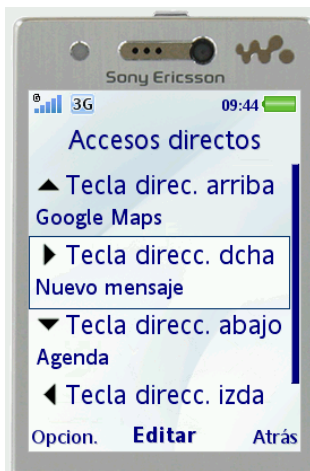 Sony Ericsson
3G 09:44
Accesos directos
Tecla direc. arriba
Google Maps
Tecla direcc. dcha
Nuevo mensaje
Tecla direcc. abajo
Agenda
Tecla direcc. izda
Opcion. Editar Atrás